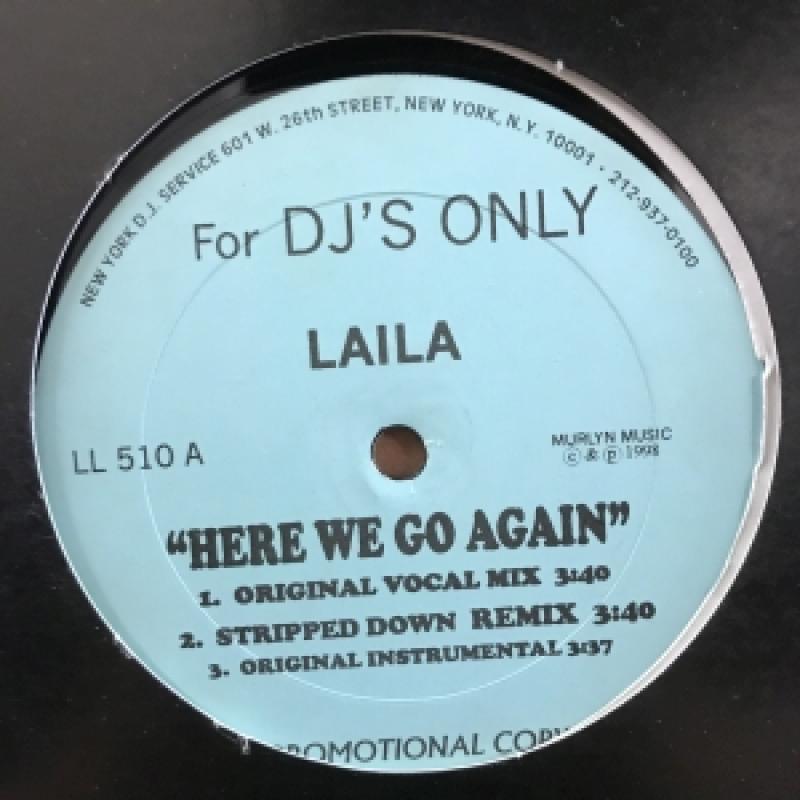 NEW YORK D.J. SERVICE 601 W. 26th STREET, NEW YORK, N.Y. 10001 · 212-937-0100
For DJ'S ONLY
LAILA
LL 510 A
MURLYN MUSIC
© & ℗ 1998
“HERE WE GO AGAIN”
1. ORIGINAL VOCAL MIX 3:40
2. STRIPPED DOWN REMIX 3:40
3. ORIGINAL INSTRUMENTAL 3:37
PROMOTIONAL COPY